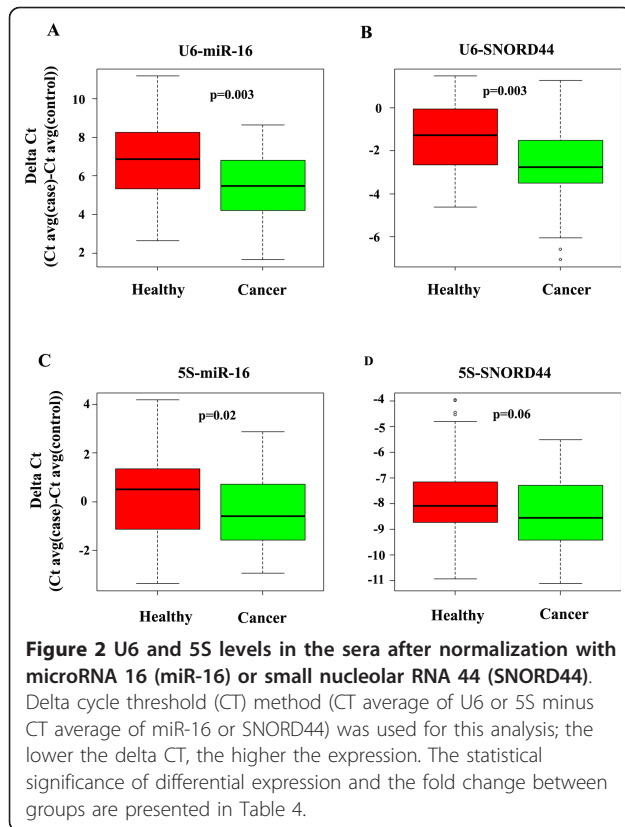 A
U6-miR-16
p=0.003
Delta Ct
(Ct avg(case)-Ct avg(control))
10
8
6
4
2
Healthy
Cancer
B
U6-SNORD44
p=0.003
0
-2
-4
-6
Healthy
Cancer
C
5S-miR-16
p=0.02
Delta Ct
(Ct avg(case)-Ct avg(control))
4
2
0
-2
Healthy
Cancer
D
5S-SNORD44
p=0.06
-4
-5
-6
-7
-8
-9
-10
-11
Healthy
Cancer
Figure 2 U6 and 5S levels in the sera after normalization with
microRNA 16 (miR-16) or small nucleolar RNA 44 (SNORD44).
Delta cycle threshold (CT) method (CT average of U6 or 5S minus
CT average of miR-16 or SNORD44) was used for this analysis; the
lower the delta CT, the higher the expression. The statistical
significance of differential expression and the fold change between
groups are presented in Table 4.